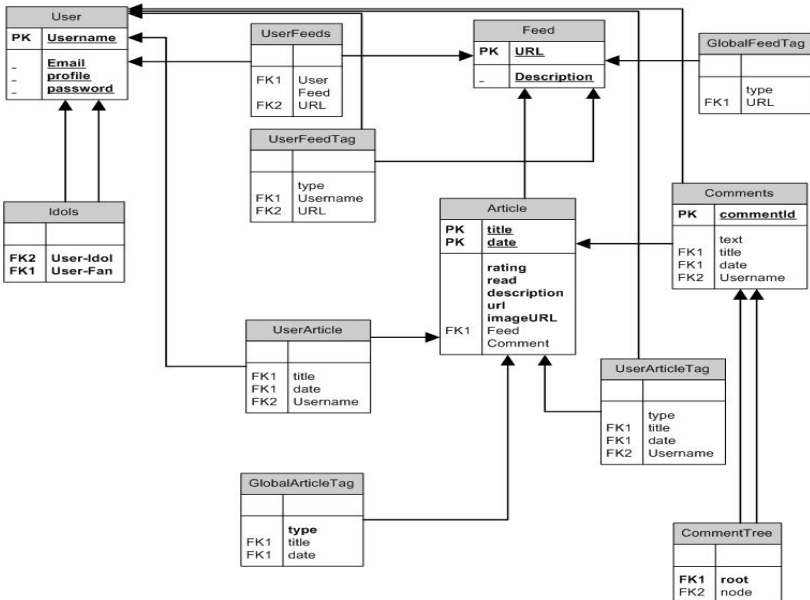 User
PK Username
_ Email
_ profile
_ password
UserFeeds
FK1 User
Feed
FK2 URL
Feed
PK URL
_ Description
GlobalFeedTag
type
FK1 URL
UserFeedTag
type
FK1 Username
FK2 URL
Idols
FK2 User-Idol
FK1 User-Fan
Article
PK title
PK date
rating
read
description
url
imageURL
FK1 Feed
Comment
Comments
PK commentId
text
FK1 title
FK1 date
FK2 Username
UserArticle
FK1 title
FK1 date
FK2 Username
UserArticleTag
type
FK1 title
FK1 date
FK2 Username
GlobalArticleTag
type
FK1 title
FK1 date
CommentTree
FK1 root
FK2 node